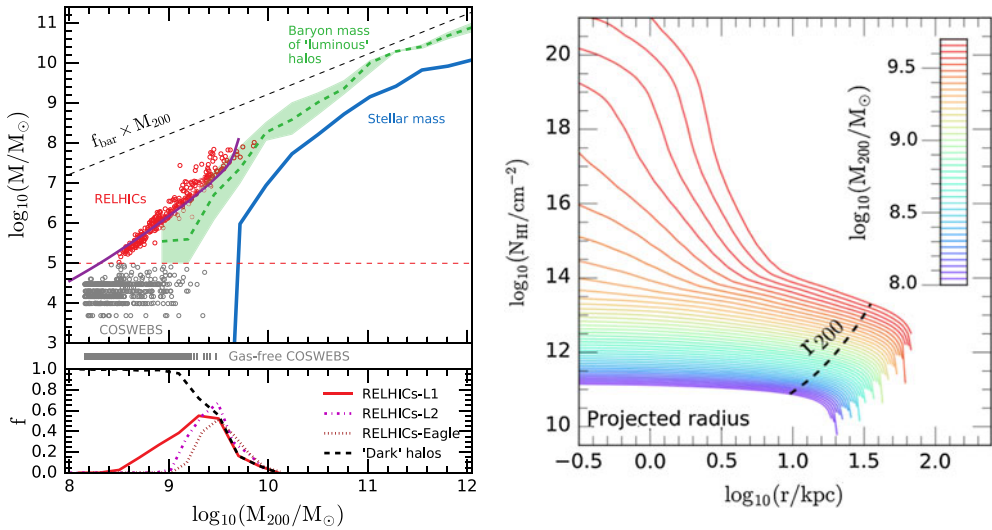 11
10
9
8
7
6
5
4
3
log₁₀(M/M⊙)
Baryon mass
of 'luminous'
halos
f_bar × M₂₀₀
Stellar mass
RELHICs
COSWEBS
Gas-free COSWEBS
1.0
0.8
0.6
0.4
0.2
0.0
f
RELHICs-L1
RELHICs-L2
RELHICs-Eagle
'Dark' halos
8
9
10
11
12
log₁₀(M₂₀₀/M⊙)
20
18
16
14
12
10
log₁₀(N_HI/cm⁻²)
9.5
9.0
8.5
8.0
log₁₀(M₂₀₀/M⊙)
r₂₀₀
Projected radius
−0.5
0.0
0.5
1.0
1.5
2.0
log₁₀(r/kpc)